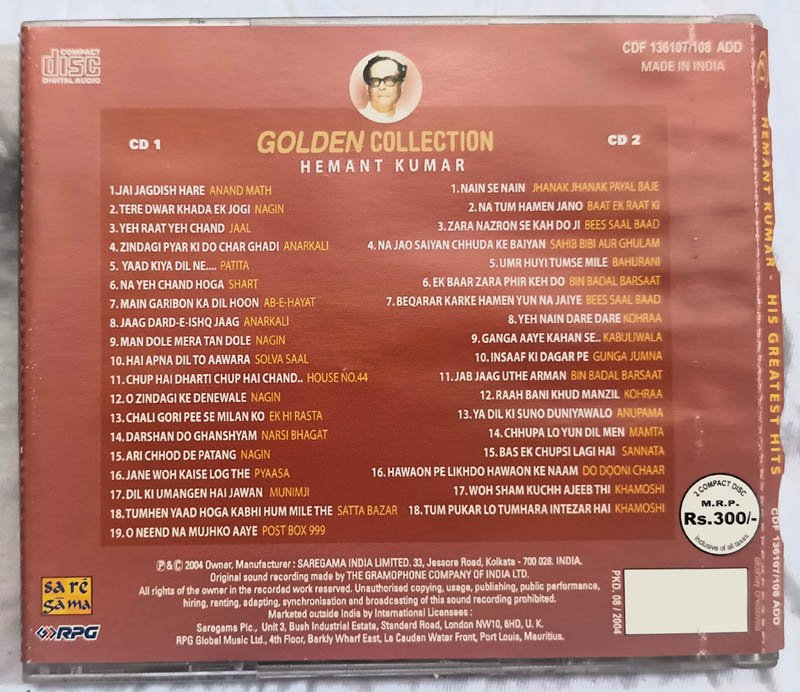 COMPACT
disc
DIGITAL AUDIO
CDF 136107/108 ADD
MADE IN INDIA
GOLDEN COLLECTION
HEMANT KUMAR
CD 1
1.JAI JAGDISH HARE ANAND MATH
2.TERE DWAR KHADA EK JOGI NAGIN
3.YEH RAAT YEH CHAND JAAL
4.ZINDAGI PYAR KI DO CHAR GHADI ANARKALI
5. YAAD KIYA DIL NE.... PATITA
6.NA YEH CHAND HOGA SHART
7.MAIN GARIBON KA DIL HOON AB-E-HAYAT
8.JAAG DARD-E-ISHQ JAAG ANARKALI
9.MAN DOLE MERA TAN DOLE NAGIN
10.HAI APNA DIL TO AAWARA SOLVA SAAL
11.CHUP HAI DHARTI CHUP HAI CHAND.. HOUSE NO.44
12.O ZINDAGI KE DENEWALE NAGIN
13.CHALI GORI PEE SE MILAN KO EK HI RASTA
14.DARSHAN DO GHANSHYAM NARSI BHAGAT
15.ARI CHHOD DE PATANG NAGIN
16.JANE WOH KAISE LOG THE PYAASA
17.DIL KI UMANGEN HAI JAWAN MUNIMJI
18.TUMHEN YAAD HOGA KABHI HUM MILE THE SATTA BAZAR
19.O NEEND NA MUJHKO AAYE POST BOX 999
CD 2
1.NAIN SE NAIN JHANAK JHANAK PAYAL BAJE
2.NA TUM HAMEN JANO BAAT EK RAAT KI
3.ZARA NAZRON SE KAH DO JI BEES SAAL BAAD
4.NA JAO SAIYAN CHHUDA KE BAIYAN SAHIB BIBI AUR GHULAM
5.UMR HUYI TUMSE MILE BAHURANI
6.EK BAAR ZARA PHIR KEH DO BIN BADAL BARSAAT
7.BEQARAR KARKE HAMEN YUN NA JAIYE BEES SAAL BAAD
8.YEH NAIN DARE DARE KOHRAA
9.GANGA AAYE KAHAN SE.. KABULIWALA
10.INSAAF KI DAGAR PE GUNGA JUMNA
11.JAB JAAG UTHE ARMAN BIN BADAL BARSAAT
12.RAAH BANI KHUD MANZIL KOHRAA
13.YA DIL KI SUNO DUNIYAWALO ANUPAMA
14.CHHUPA LO YUN DIL MEN MAMTA
15.BAS EK CHUPSI LAGI HAI SANNATA
16.HAWAON PE LIKHDO HAWAON KE NAAM DO DOONI CHAAR
17.WOH SHAM KUCHH AJEEB THI KHAMOSHI
18.TUM PUKAR LO TUMHARA INTEZAR HAI KHAMOSHI
2 COMPACT DISC
M.R.P.
Rs.300/-
Inclusive of all taxes
PKD. 08 / 2004
℗ & © 2004 Owner, Manufacturer : SAREGAMA INDIA LIMITED. 33, Jessore Road, Kolkata - 700 028. INDIA.
Original sound recording made by THE GRAMOPHONE COMPANY OF INDIA LTD.
All rights of the owner in the recorded work reserved. Unauthorised copying, usage, publishing, public performance,
hiring, renting, adapting, synchronisation and broadcasting of this sound recording prohibited.
Marketed outside India by International Licensees :
Saregama Plc., Unit 3, Bush Industrial Estate, Standard Road, London NW10, 6HD, U. K.
RPG Global Music Ltd., 4th Floor, Barkly Wharf East, Le Caudan Water Front, Port Louis, Mauritius.
sa rē
gama
RPG
HEMANT KUMAR - HIS GREATEST HITS
CDF 136107/108 ADD